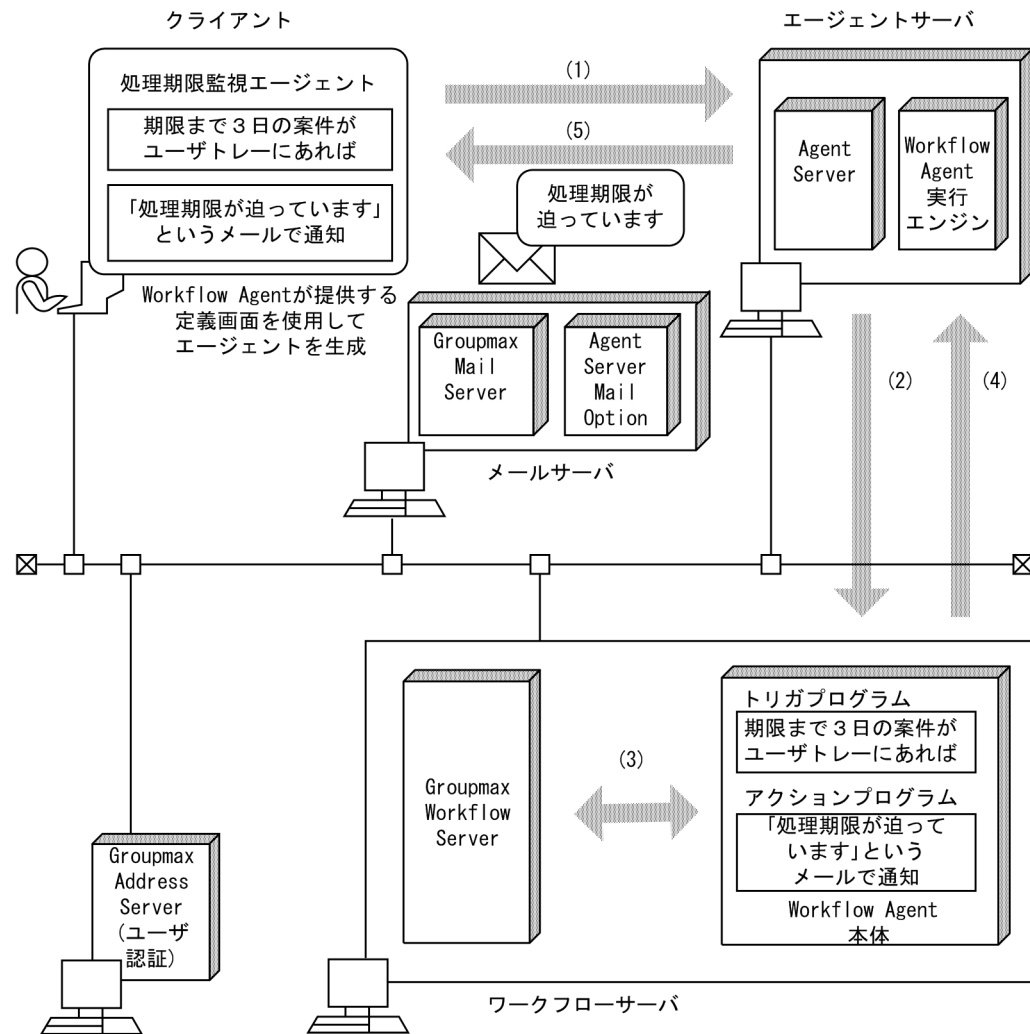 クライアント
エージェントサーバ
処理期限監視エージェント
期限まで３日の案件が
ユーザトレーにあれば
「処理期限が迫っています」
というメールで通知
(1)
(5)
Agent
Server
Workflow
Agent
実行
エンジン
処理期限が
迫っています
Workflow Agentが提供する
定義画面を使用して
エージェントを生成
Groupmax
Mail
Server
Agent
Server
Mail
Option
メールサーバ
(2)
(4)
Groupmax
Workflow
Server
(3)
トリガプログラム
期限まで３日の案件が
ユーザトレーにあれば
アクションプログラム
「処理期限が迫って
います」という
メールで通知
Workflow Agent
本体
Groupmax
Address
Server
(ユーザ
認証)
ワークフローサーバ